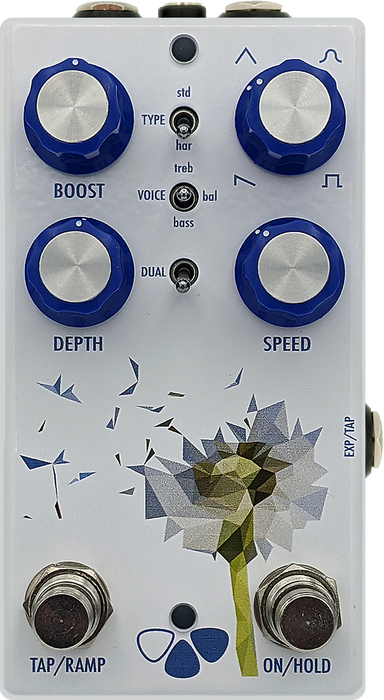 std
TYPE
har
BOOST
treb
VOICE bal
bass
DUAL
DEPTH SPEED
EXP/TAP
TAP/RAMP ON/HOLD